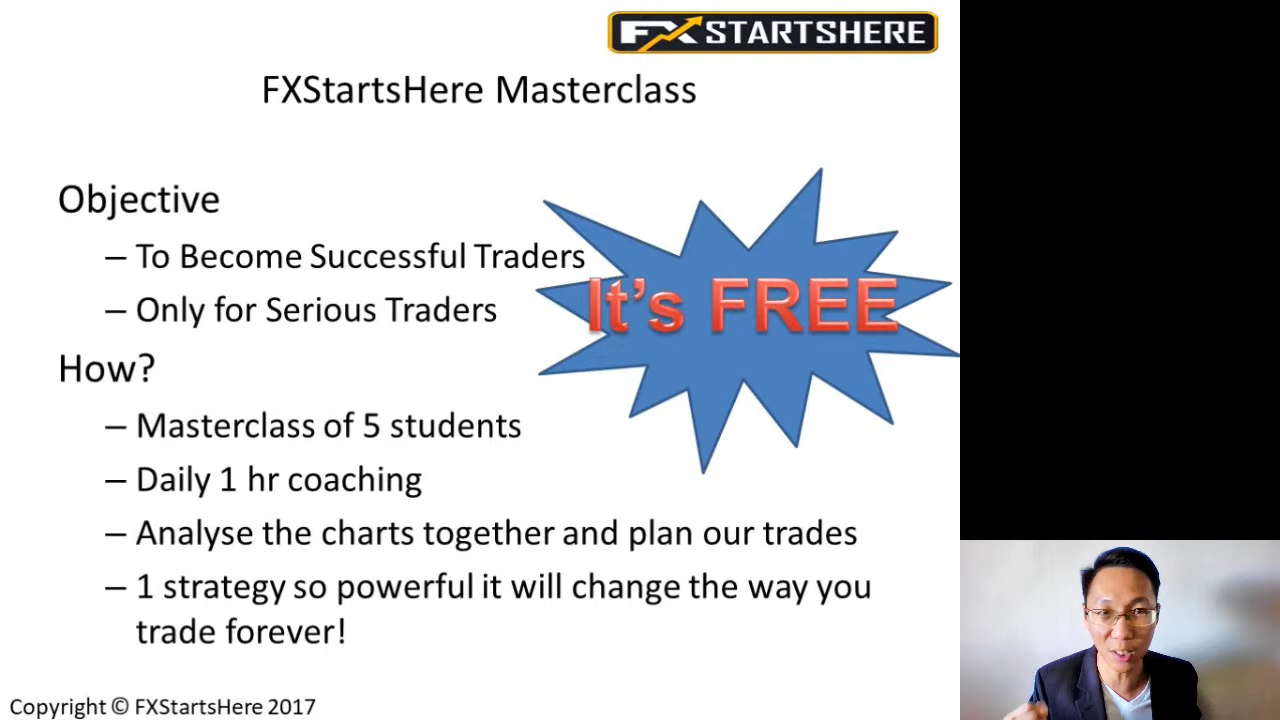 FX STARTSHERE
FXStartsHere Masterclass
Objective
– To Become Successful Traders
– Only for Serious Traders
It's FREE
How?
– Masterclass of 5 students
– Daily 1 hr coaching
– Analyse the charts together and plan our trades
– 1 strategy so powerful it will change the way you
trade forever!
Copyright © FXStartsHere 2017